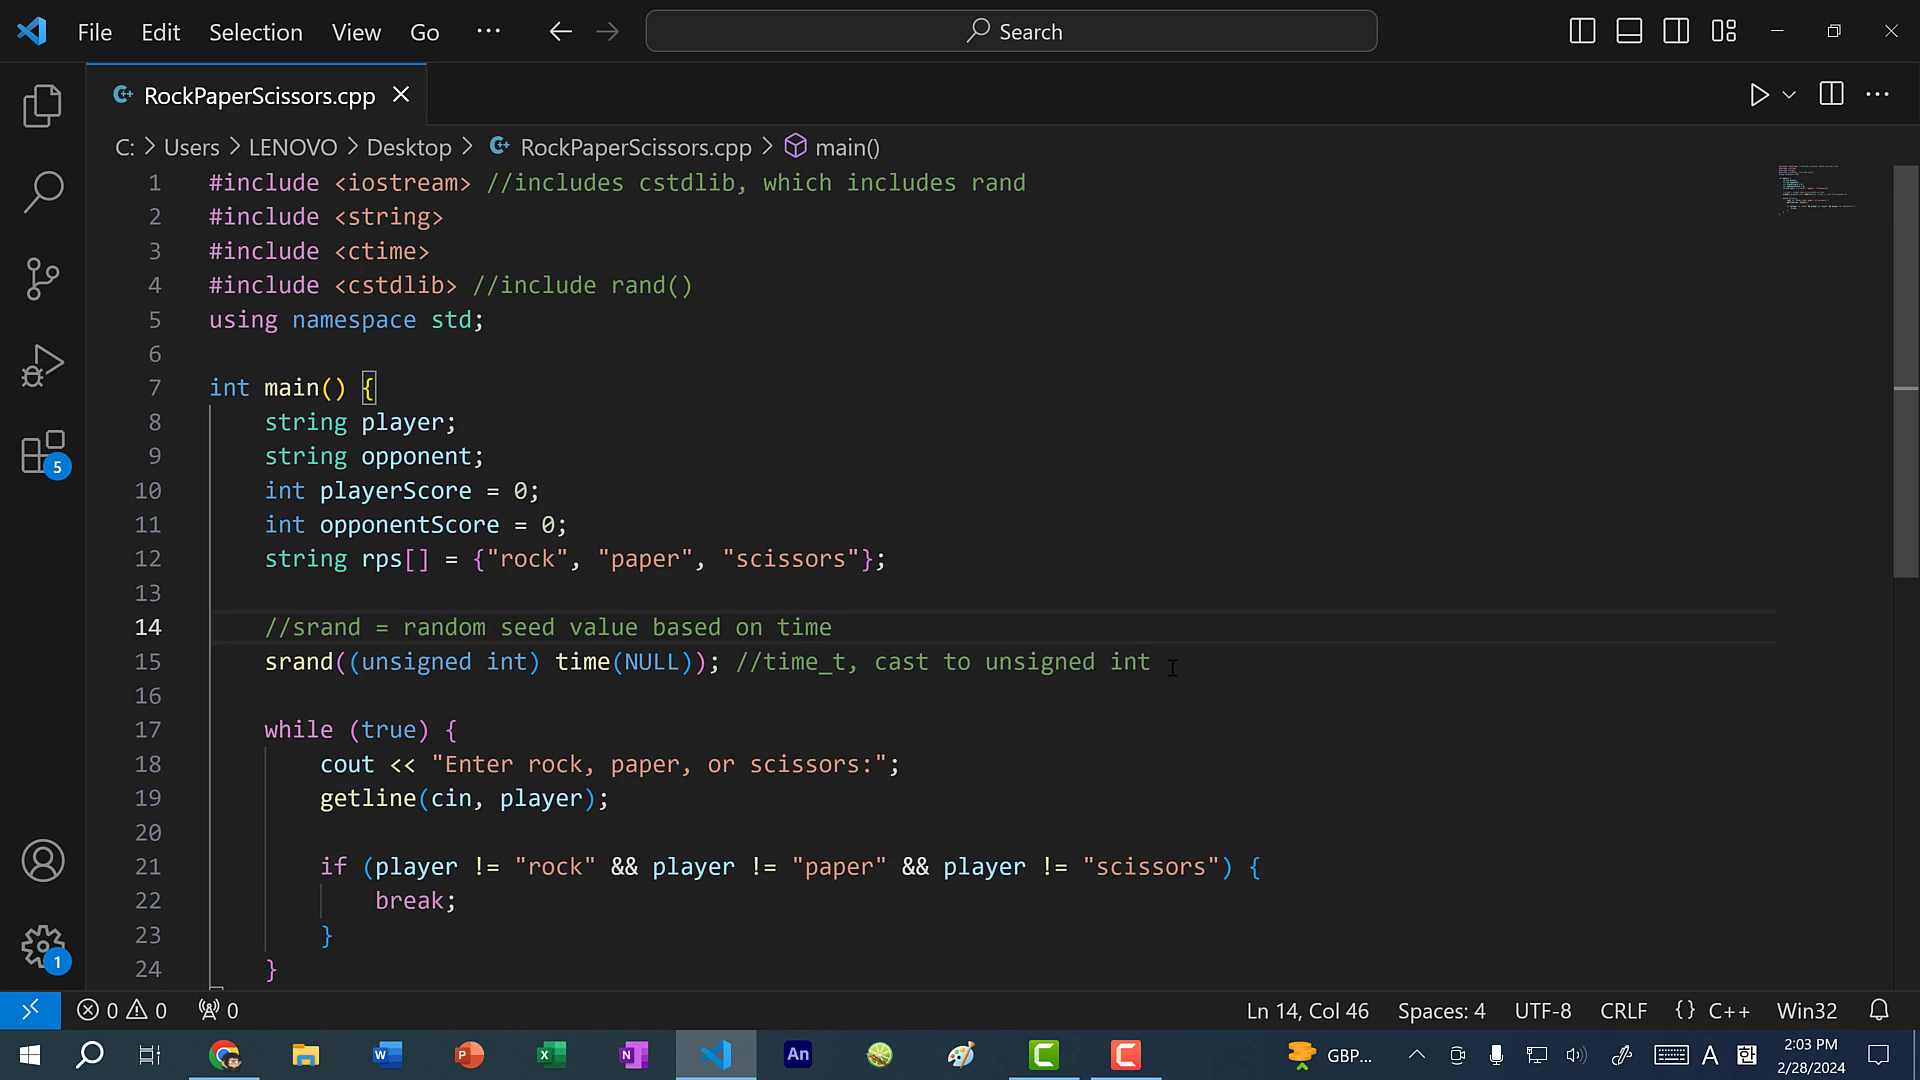 File Edit Selection View Go ··· Search
RockPaperScissors.cpp
C: > Users > LENOVO > Desktop > RockPaperScissors.cpp > main()
1 #include <iostream> //includes cstdlib, which includes rand
2 #include <string>
3 #include <ctime>
4 #include <cstdlib> //include rand()
5 using namespace std;
6
7 int main() {
8 string player;
9 string opponent;
10 int playerScore = 0;
11 int opponentScore = 0;
12 string rps[] = {"rock", "paper", "scissors"};
13
14 //srand = random seed value based on time
15 srand((unsigned int) time(NULL)); //time_t, cast to unsigned int
16
17 while (true) {
18 cout << "Enter rock, paper, or scissors:";
19 getline(cin, player);
20
21 if (player != "rock" && player != "paper" && player != "scissors") {
22 break;
23 }
24 }
5
1
0 0 0 Ln 14, Col 46 Spaces: 4 UTF-8 CRLF {} C++ Win32
An GBP... A 한 2:03 PM
2/28/2024